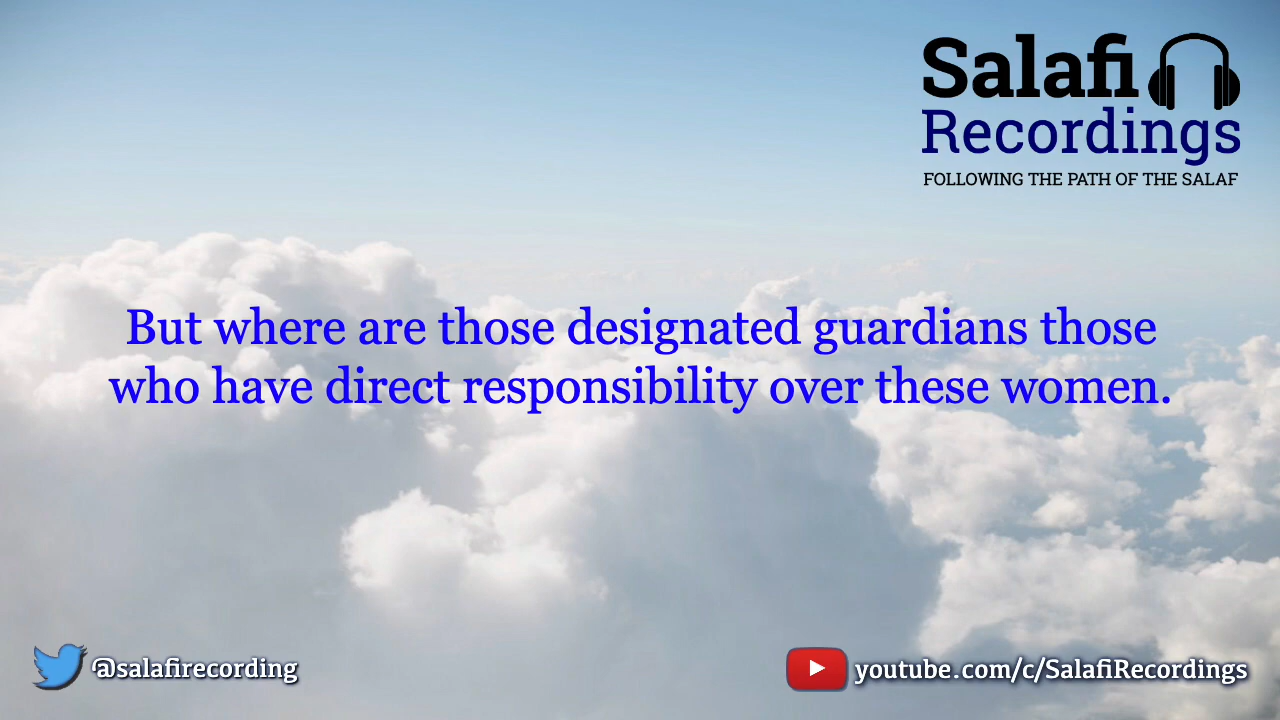 Salafi
Recordings
FOLLOWING THE PATH OF THE SALAF
But where are those designated guardians those
who have direct responsibility over these women.
@salafirecording
youtube.com/c/SalafiRecordings